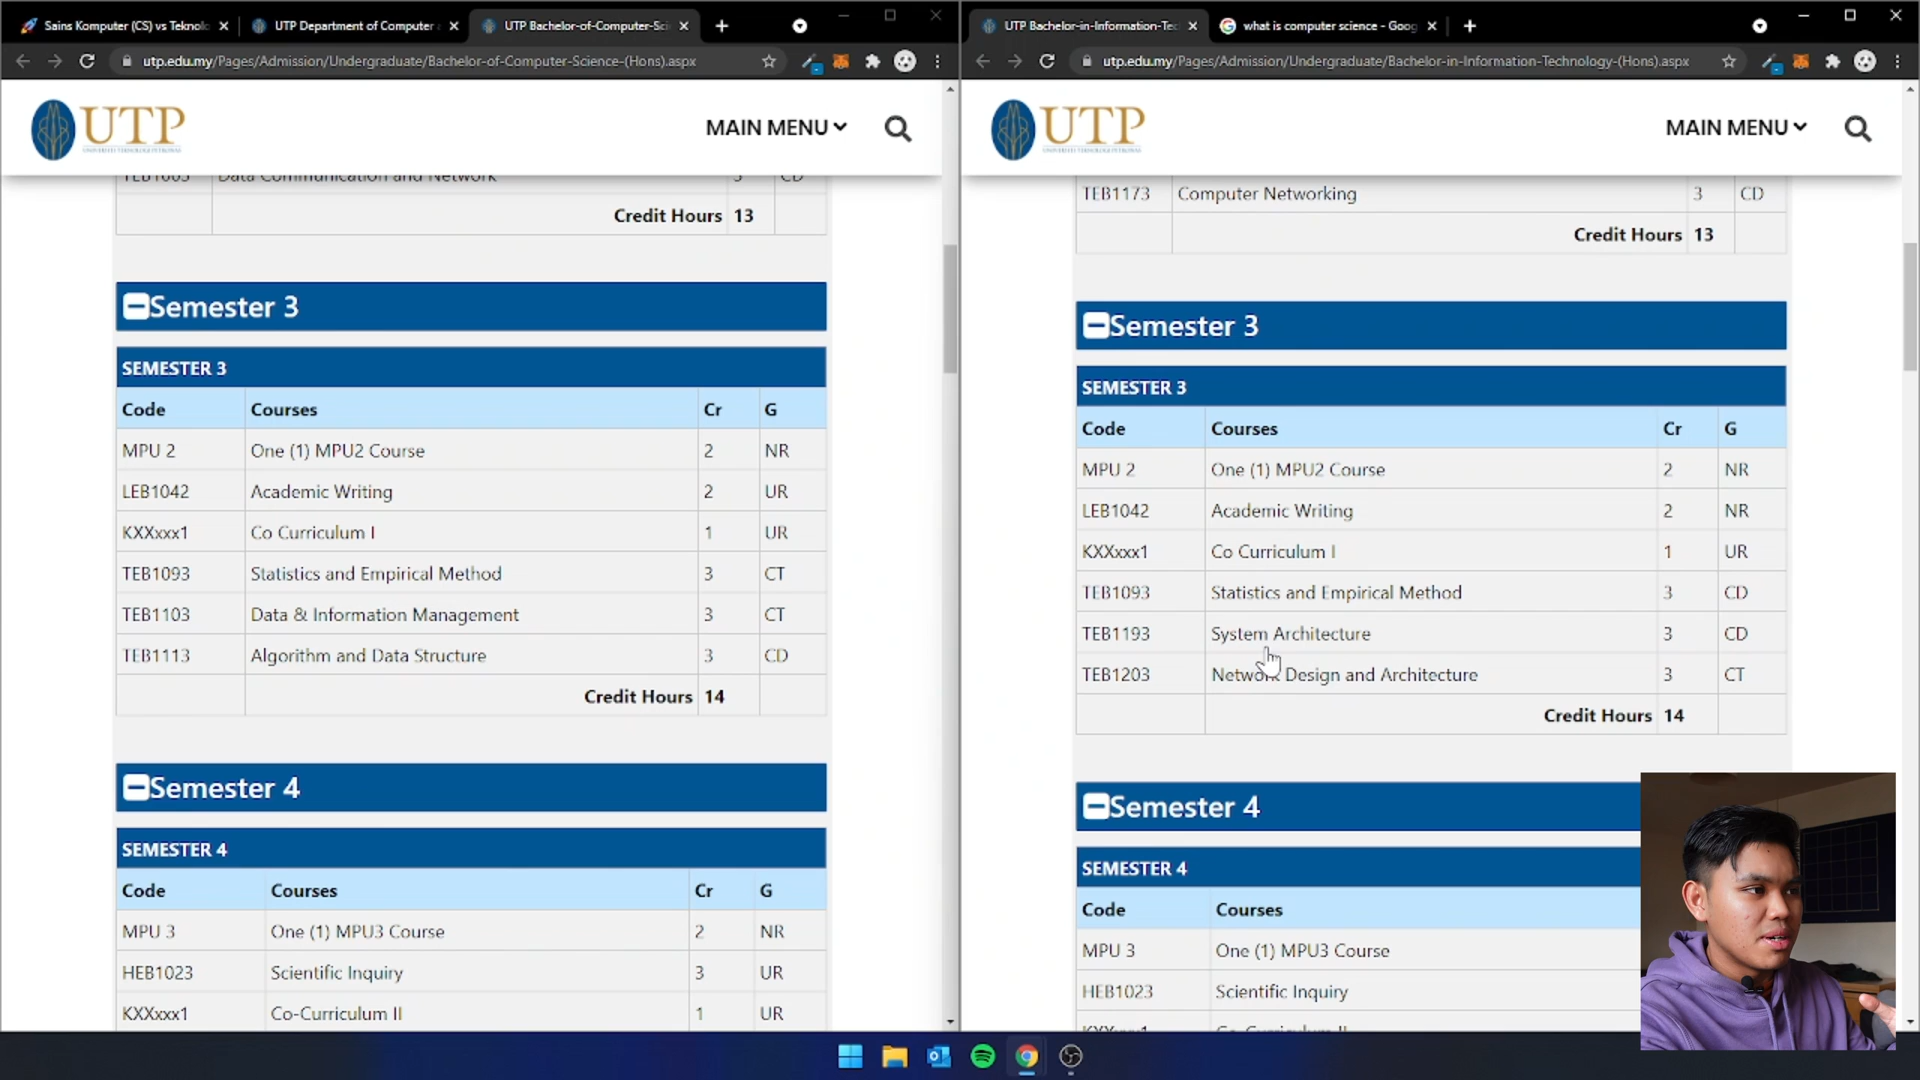 Sains Komputer (CS) vs Teknolo
UTP Department of Computer a
UTP Bachelor-of-Computer-Sci
utp.edu.my/Pages/Admission/Undergraduate/Bachelor-of-Computer-Science-(Hons).aspx
UTP
MAIN MENU
TEB1063 Data Communication and Network 3 CD
Credit Hours 13
Semester 3
SEMESTER 3
Code Courses Cr G
MPU 2 One (1) MPU2 Course 2 NR
LEB1042 Academic Writing 2 UR
KXXxxx1 Co Curriculum I 1 UR
TEB1093 Statistics and Empirical Method 3 CT
TEB1103 Data & Information Management 3 CT
TEB1113 Algorithm and Data Structure 3 CD
Credit Hours 14
Semester 4
SEMESTER 4
Code Courses Cr G
MPU 3 One (1) MPU3 Course 2 NR
HEB1023 Scientific Inquiry 3 UR
KXXxxx1 Co-Curriculum II 1 UR
UTP Bachelor-in-Information-Tec
what is computer science - Goog
utp.edu.my/Pages/Admission/Undergraduate/Bachelor-in-Information-Technology-(Hons).aspx
UTP
MAIN MENU
TEB1173 Computer Networking 3 CD
Credit Hours 13
Semester 3
SEMESTER 3
Code Courses Cr G
MPU 2 One (1) MPU2 Course 2 NR
LEB1042 Academic Writing 2 NR
KXXxxx1 Co Curriculum I 1 UR
TEB1093 Statistics and Empirical Method 3 CD
TEB1193 System Architecture 3 CD
TEB1203 Network Design and Architecture 3 CT
Credit Hours 14
Semester 4
SEMESTER 4
Code Courses
MPU 3 One (1) MPU3 Course
HEB1023 Scientific Inquiry